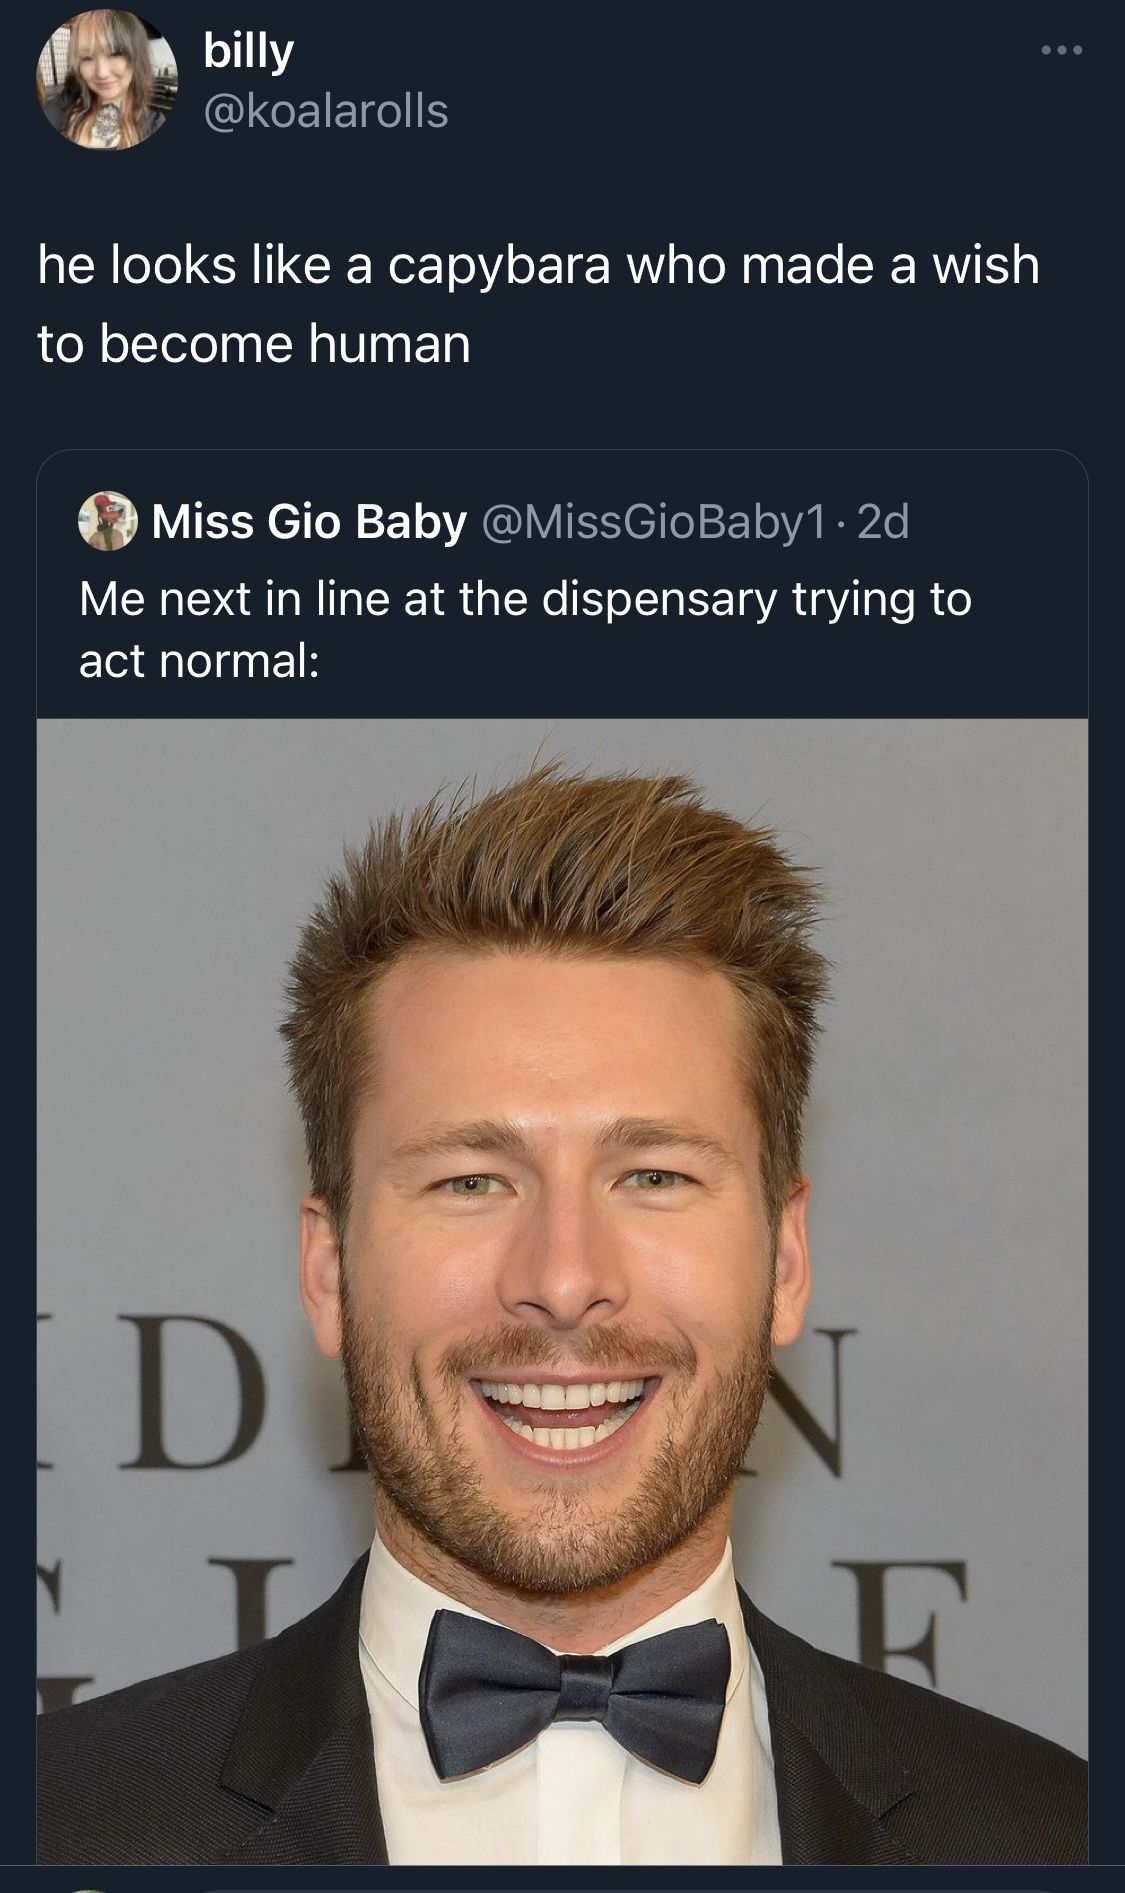 billy
@koalarolls
he looks like a capybara who made a wish
to become human
Miss Gio Baby @MissGioBaby1 · 2d
Me next in line at the dispensary trying to
act normal:
D N
I E